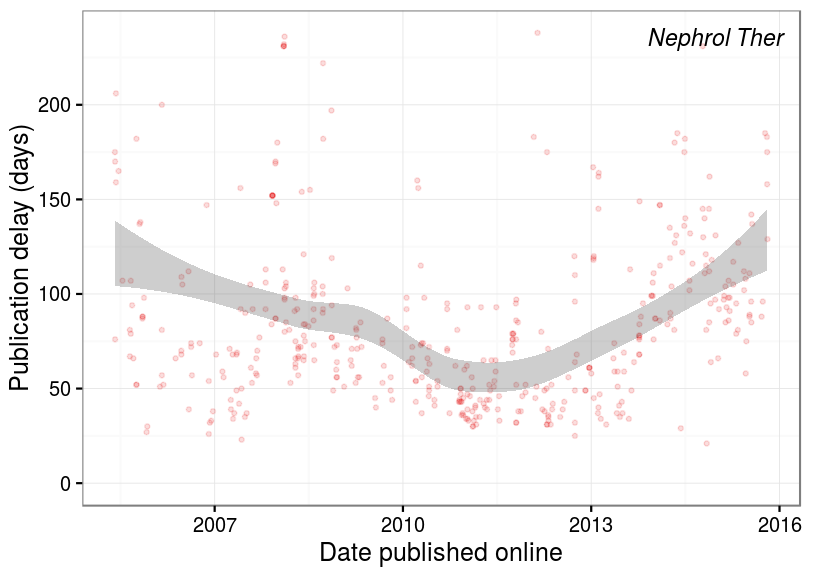 Nephrol Ther
Publication delay (days)
200
150
100
50
0
2007 2010 2013 2016
Date published online